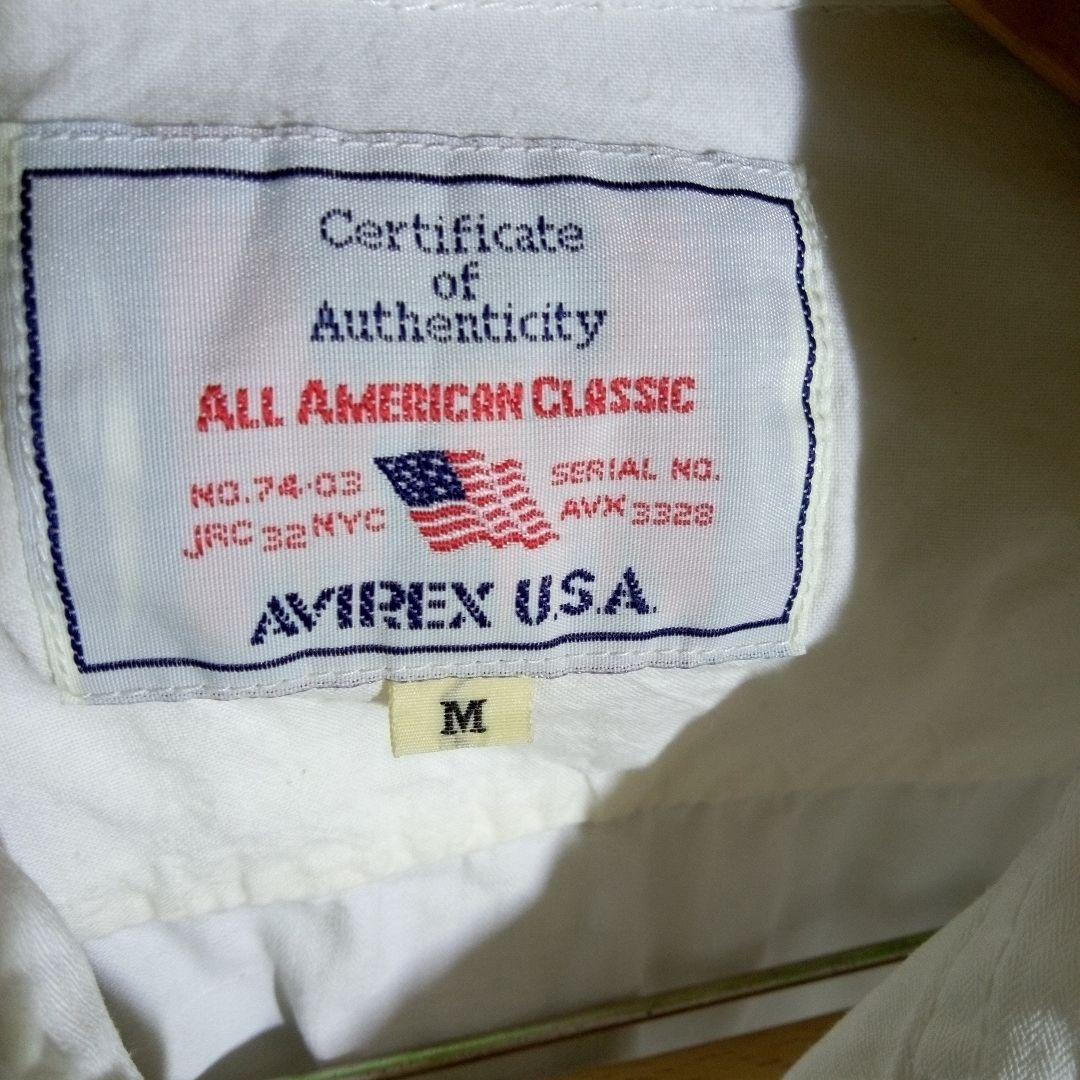 Certificate
of
Authenticity
ALL AMERICAN CLASSIC
NO.74-03
JRC 32 NYC
SERIAL NO.
AVX 3328
AVIREX U.S.A.
M